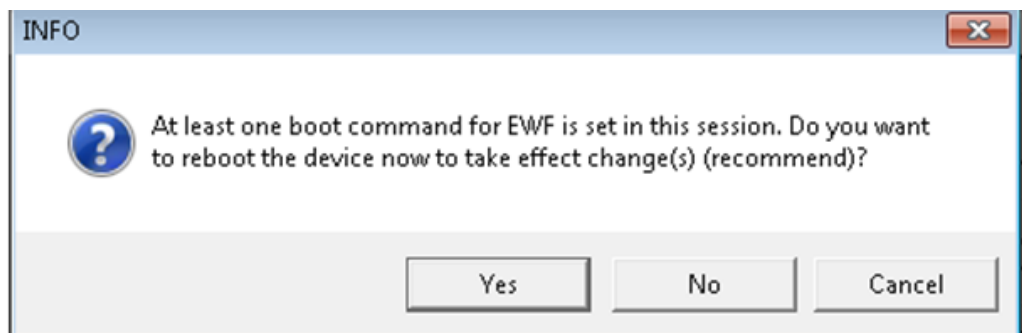 INFO
At least one boot command for EWF is set in this session. Do you want
to reboot the device now to take effect change(s) (recommend)?
Yes No Cancel